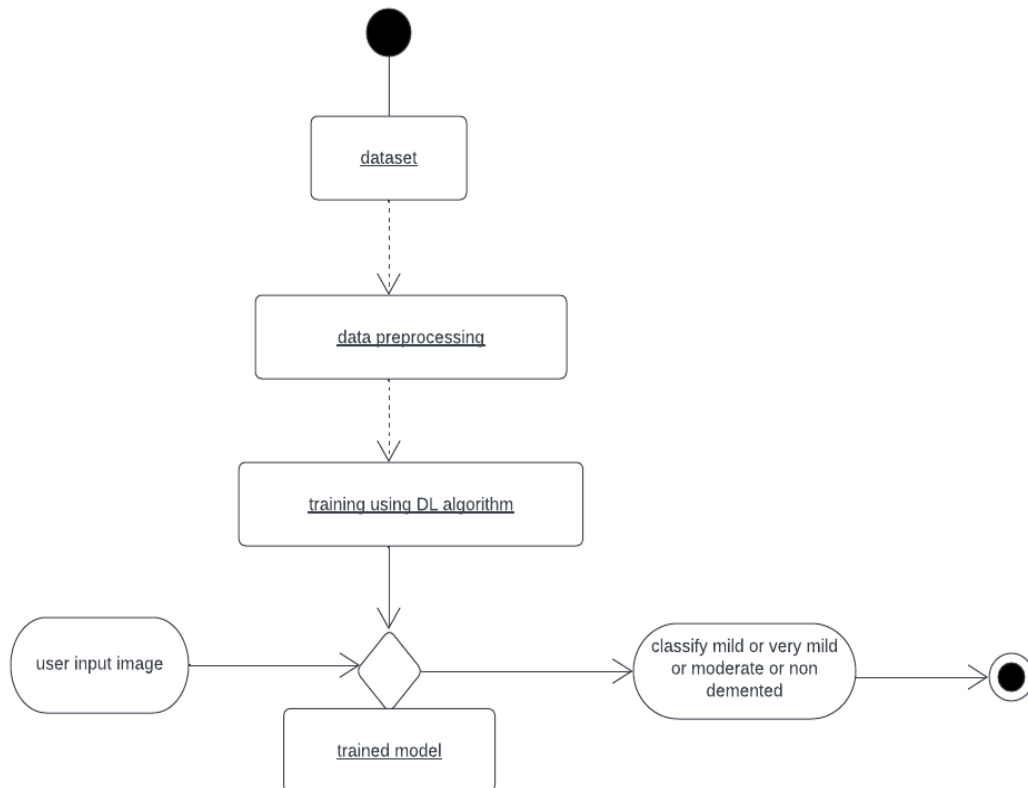 dataset
data preprocessing
training using DL algorithm
user input image
classify mild or very mild
or moderate or non
demented
trained model